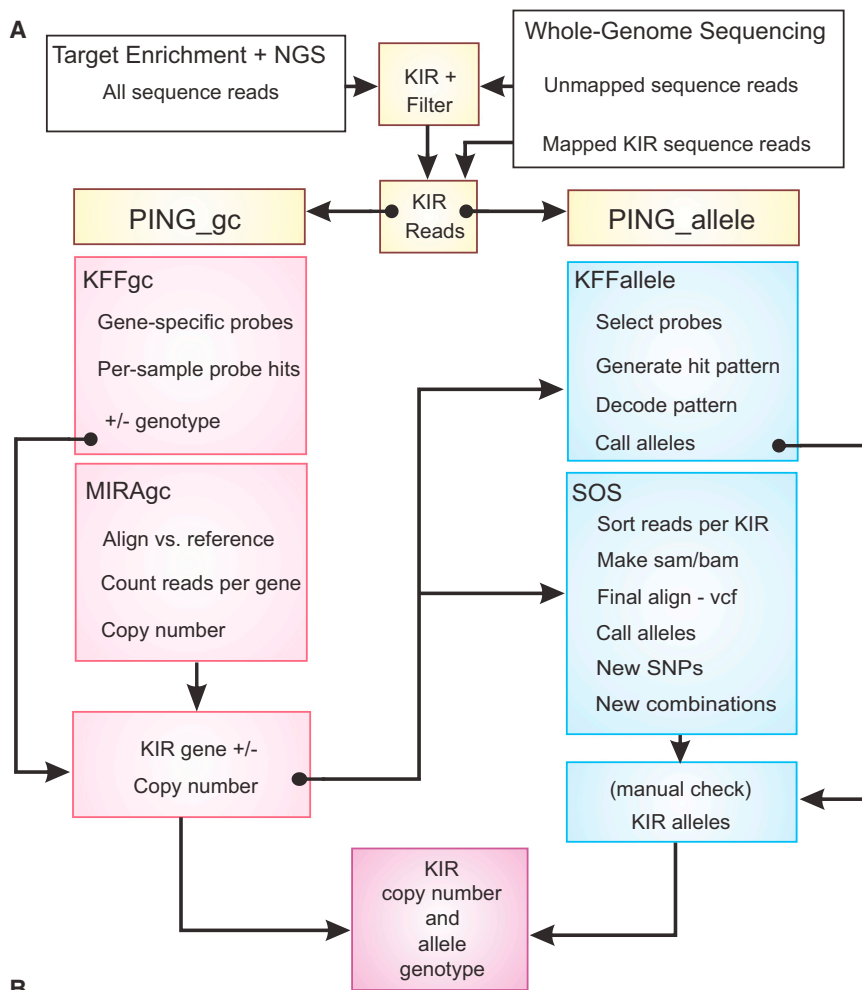 A
Target Enrichment + NGS
All sequence reads
KIR +
Filter
Whole-Genome Sequencing
Unmapped sequence reads
Mapped KIR sequence reads
PING_gc
KIR
Reads
PING_allele
KFFgc
Gene-specific probes
Per-sample probe hits
+/- genotype
MIRAgc
Align vs. reference
Count reads per gene
Copy number
KIR gene +/-
Copy number
KFFallele
Select probes
Generate hit pattern
Decode pattern
Call alleles
SOS
Sort reads per KIR
Make sam/bam
Final align - vcf
Call alleles
New SNPs
New combinations
(manual check)
KIR alleles
KIR
copy number
and
allele
genotype
B